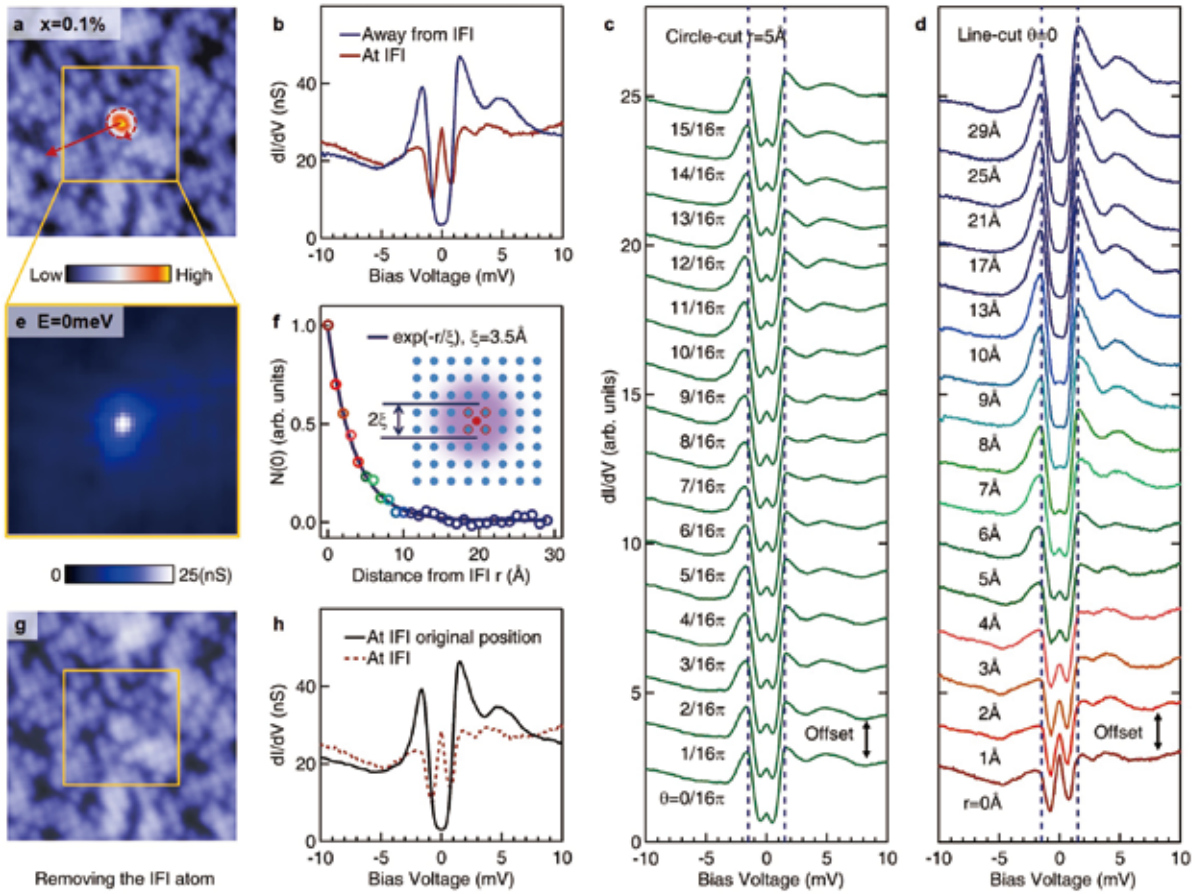 a x=0.1%
Low High
e E=0meV
0 25(nS)
g
Removing the IFI atom
b
Away from IFI
At IFI
dI/dV (nS)
60
40
20
0
-10 -5 0 5 10
Bias Voltage (mV)
f
exp(-r/ξ), ξ=3.5Å
2ξ
N(0) (arb. units)
1.0
0.5
0.0
0 10 20 30
Distance from IFI r (Å)
h
At IFI original position
At IFI
dI/dV (nS)
60
40
20
0
-10 -5 0 5 10
Bias Voltage (mV)
c
Circle-cut r=5Å
dI/dV (arb. units)
25
20
15
10
5
0
15/16π
14/16π
13/16π
12/16π
11/16π
10/16π
9/16π
8/16π
7/16π
6/16π
5/16π
4/16π
3/16π
2/16π
1/16π
θ=0/16π
Offset
-10 -5 0 5 10
Bias Voltage (mV)
d
Line-cut θ=0
29Å
25Å
21Å
17Å
13Å
10Å
9Å
8Å
7Å
6Å
5Å
4Å
3Å
2Å
1Å
r=0Å
Offset
-10 -5 0 5 10
Bias Voltage (mV)